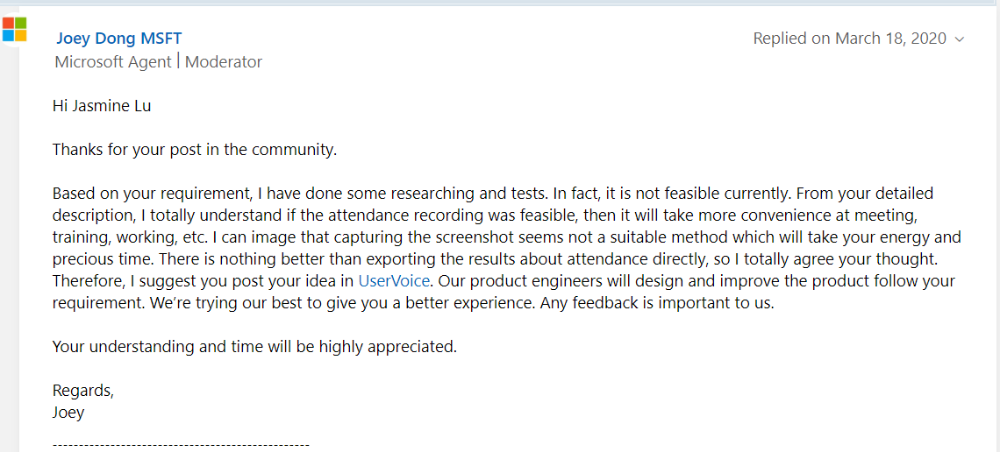 Joey Dong MSFT
Replied on March 18, 2020
Microsoft Agent | Moderator
Hi Jasmine Lu
Thanks for your post in the community.
Based on your requirement, I have done some researching and tests. In fact, it is not feasible currently. From your detailed
description, I totally understand if the attendance recording was feasible, then it will take more convenience at meeting,
training, working, etc. I can image that capturing the screenshot seems not a suitable method which will take your energy and
precious time. There is nothing better than exporting the results about attendance directly, so I totally agree your thought.
Therefore, I suggest you post your idea in UserVoice. Our product engineers will design and improve the product follow your
requirement. We’re trying our best to give you a better experience. Any feedback is important to us.
Your understanding and time will be highly appreciated.
Regards,
Joey
-------------------------------------------------